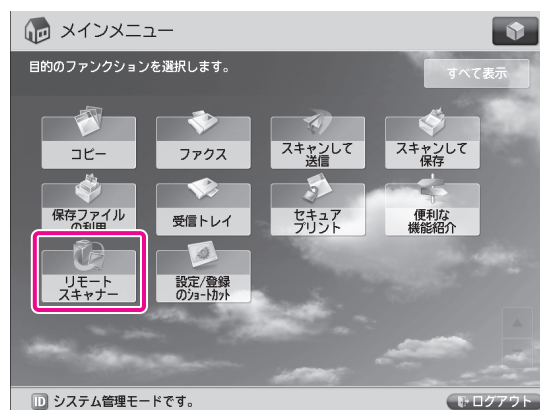 メインメニュー
目的のファンクションを選択します。
すべて表示
コピー
ファクス
スキャンして
送信
スキャンして
保存
保存ファイル
の利用
受信トレイ
セキュア
プリント
便利な
機能紹介
リモート
スキャナー
設定/登録
のｼｮｰﾄｶｯﾄ
ID システム管理モードです。
ログアウト